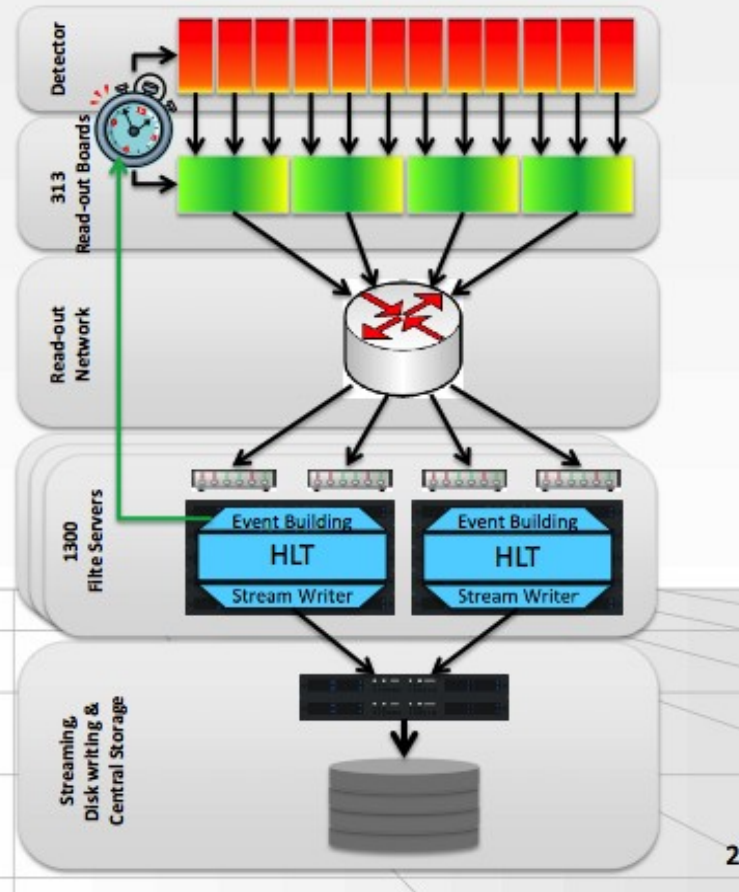 Detector
313
Read-out Boards
Read-out
Network
1300
Filte Servers
Event Building
HLT
Stream Writer
Event Building
HLT
Stream Writer
Streaming,
Disk writing &
Central Storage
2